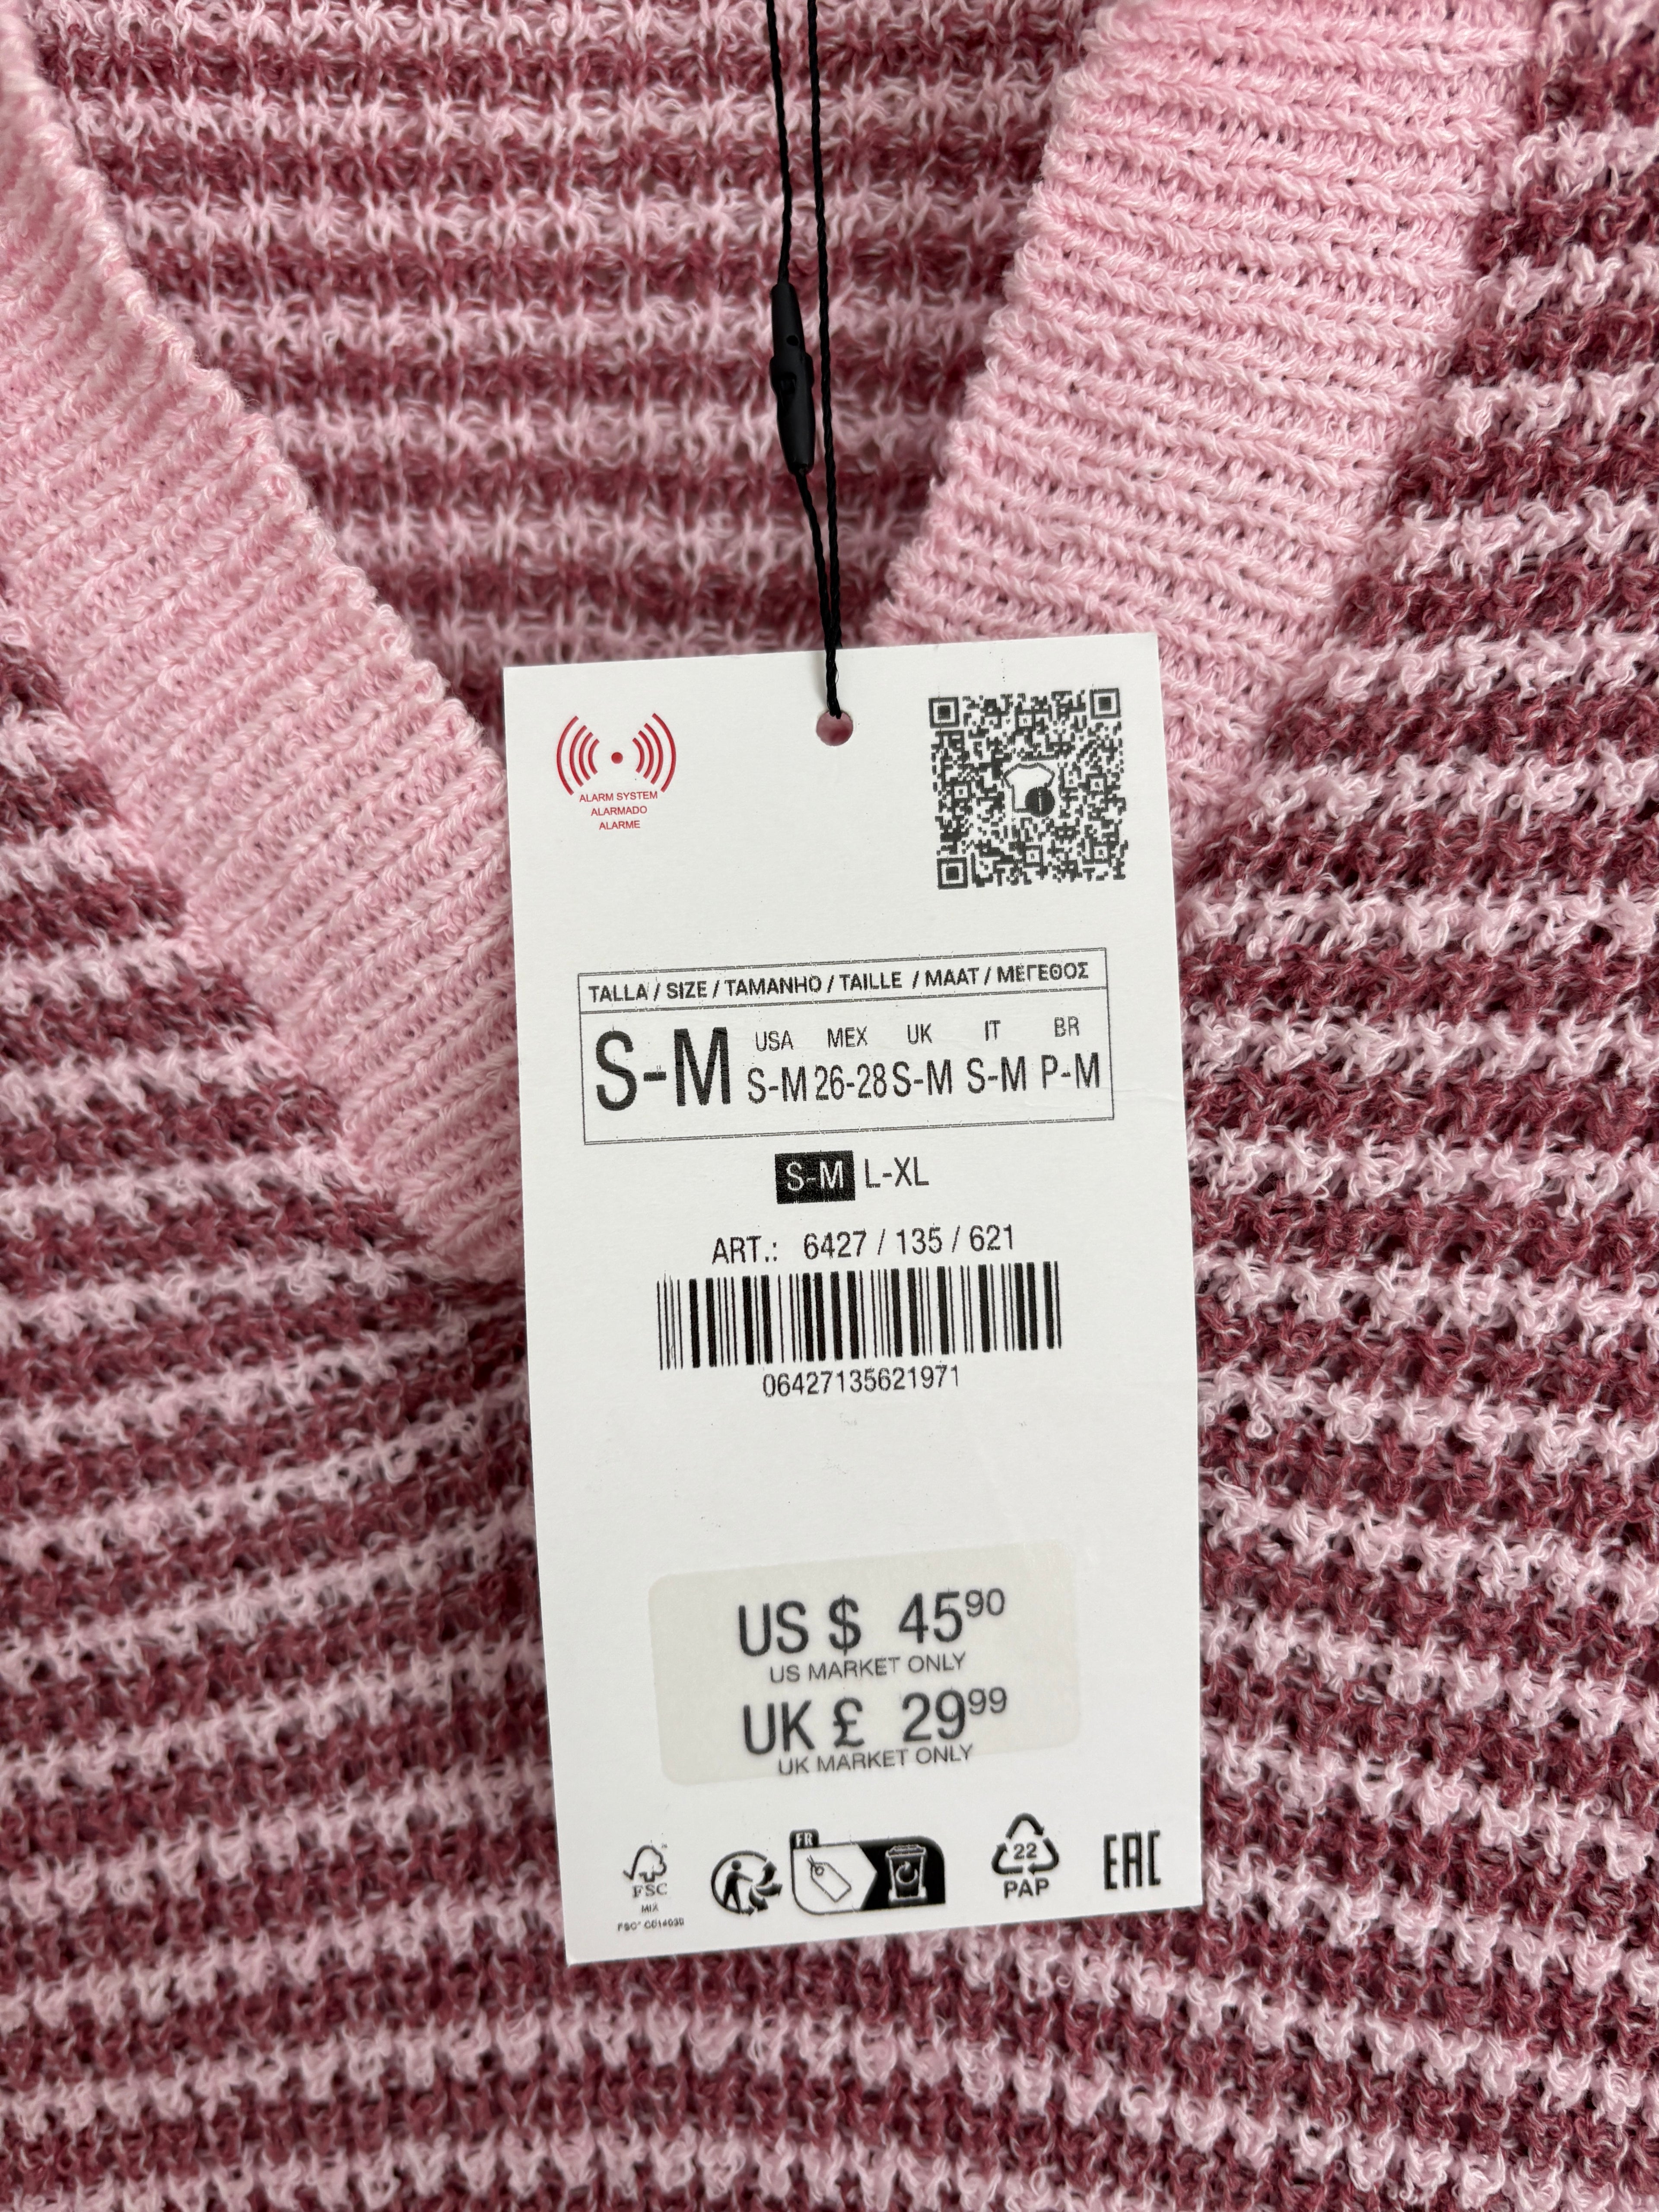 ALARM SYSTEM
ALARMADO
ALARME
TALLA / SIZE / TAMANHO / TAILLE / MAAT / ΜΕΓΕΘΟΣ
USA MEX UK IT BR
S-M S-M 26-28 S-M S-M P-M
S-M L-XL
ART.: 6427 / 135 / 621
06427135621971
US $ 45⁹⁰
US MARKET ONLY
UK £ 29⁹⁹
UK MARKET ONLY
FR
22
PAP
EAC
FSC
MIX